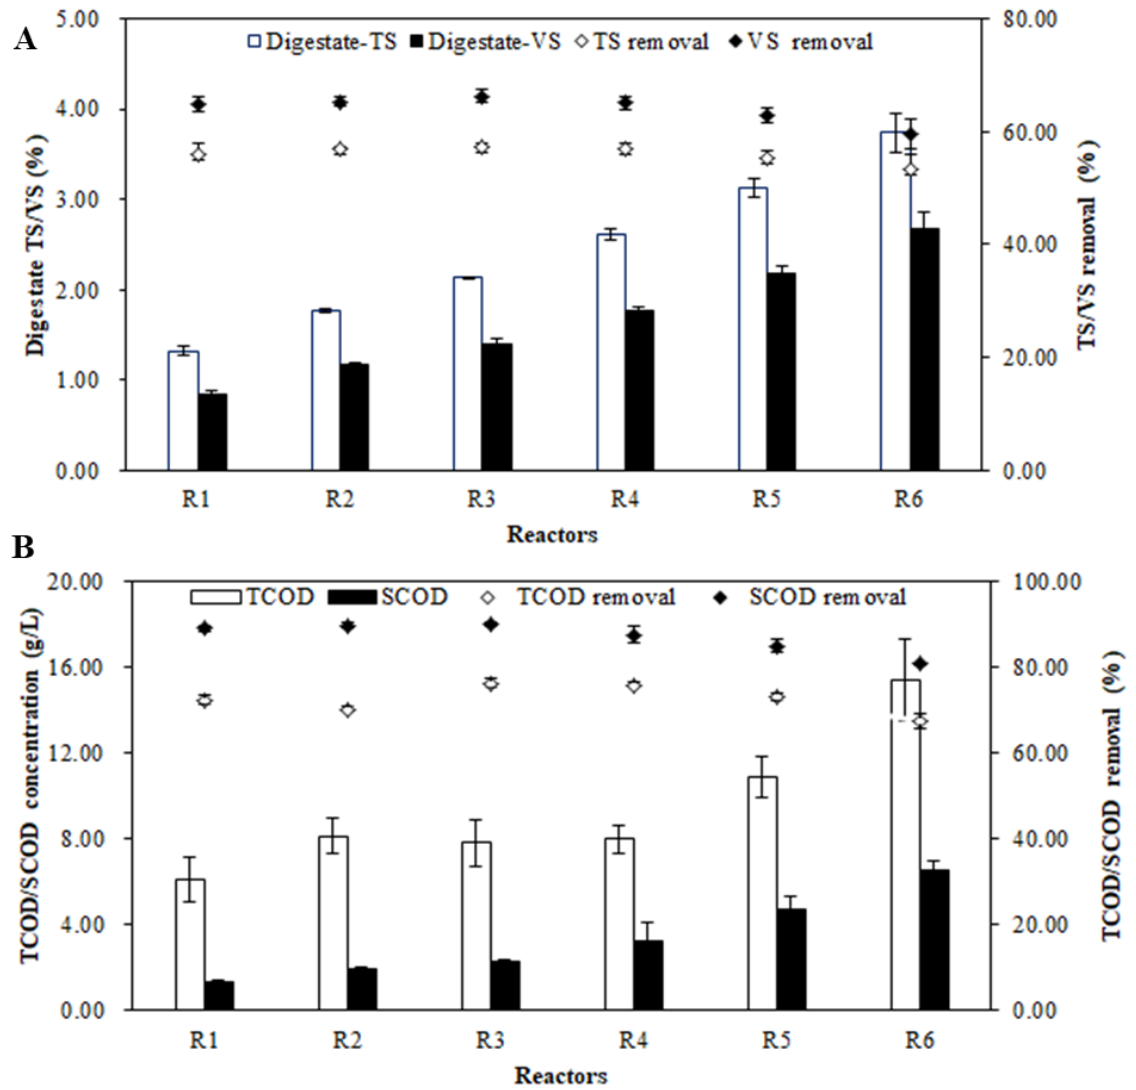 A
Digestate-TS Digestate-VS TS removal VS removal
Digestate TS/VS (%)
5.00
4.00
3.00
2.00
1.00
0.00
80.00
60.00
40.00
20.00
0.00
TS/VS removal (%)
R1 R2 R3 R4 R5 R6
Reactors
B
TCOD SCOD TCOD removal SCOD removal
TCOD/SCOD concentration (g/L)
20.00
16.00
12.00
8.00
4.00
0.00
100.00
80.00
60.00
40.00
20.00
0.00
TCOD/SCOD removal (%)
R1 R2 R3 R4 R5 R6
Reactors